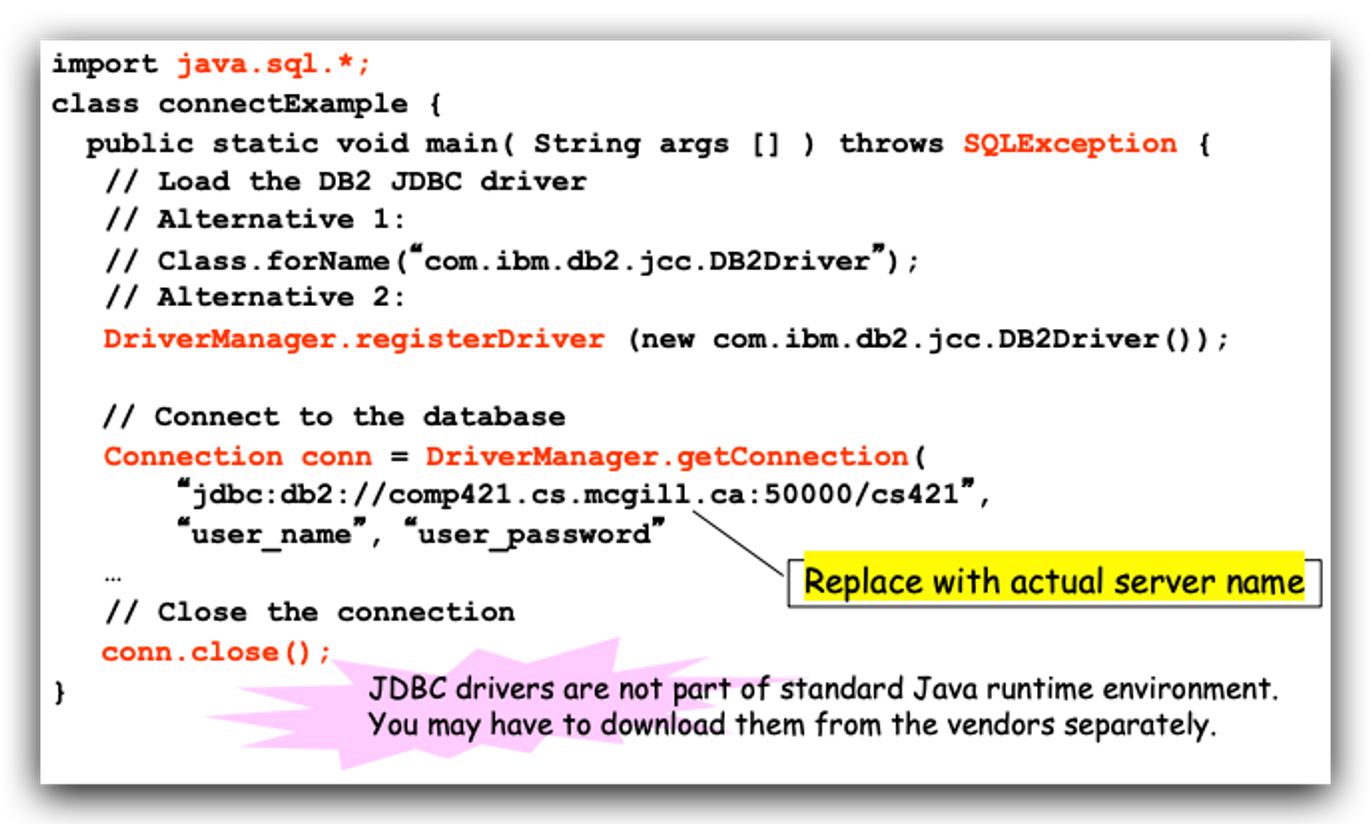 import java.sql.*;
class connectExample {
public static void main( String args [] ) throws SQLException {
// Load the DB2 JDBC driver
// Alternative 1:
// Class.forName(“com.ibm.db2.jcc.DB2Driver”);
// Alternative 2:
DriverManager.registerDriver (new com.ibm.db2.jcc.DB2Driver());
// Connect to the database
Connection conn = DriverManager.getConnection(
“jdbc:db2://comp421.cs.mcgill.ca:50000/cs421”,
“user_name”, “user_password”
Replace with actual server name
…
// Close the connection
conn.close();
}
JDBC drivers are not part of standard Java runtime environment.
You may have to download them from the vendors separately.